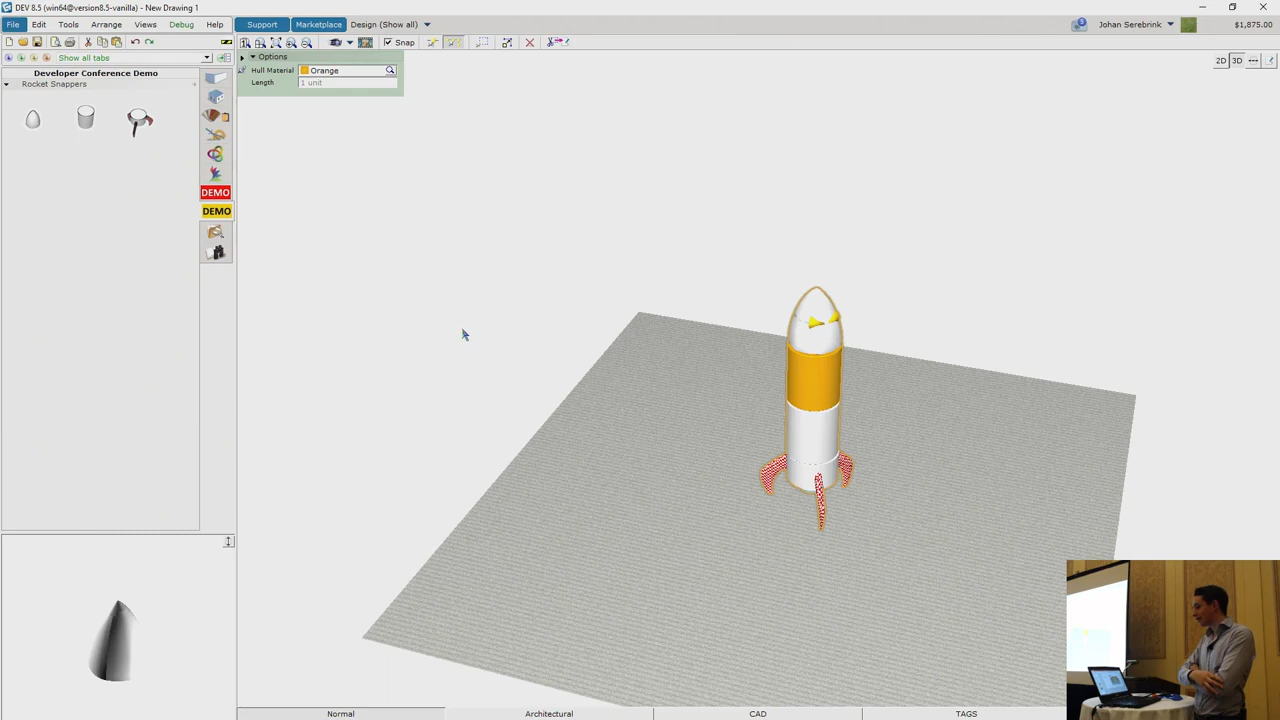 DEV 8.5 (win64@version8.5-vanilla) - New Drawing 1
File Edit Tools Arrange Views Debug Help Support Marketplace Design (Show all) Johan Serebrink $1,875.00
Snap
Show all tabs
Options
2D 3D
Developer Conference Demo
Hull Material Orange
Rocket Snappers
Length 1 unit
DEMO
DEMO
Normal Architectural CAD TAGS